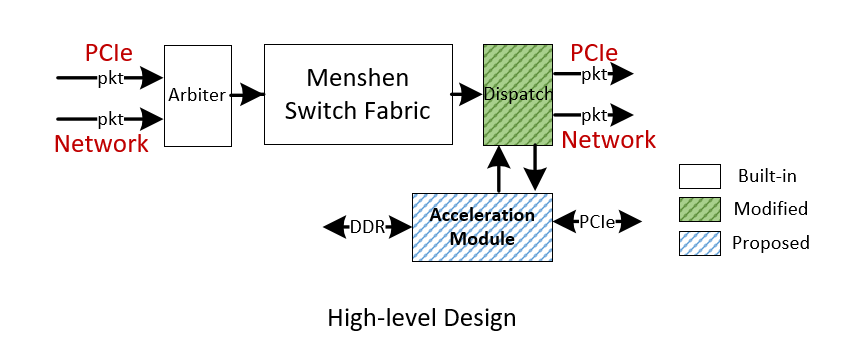 PCIe
pkt
pkt
Network
Arbiter
Menshen
Switch Fabric
Dispatch
PCIe
pkt
pkt
Network
DDR
Acceleration
Module
PCIe
Built-in
Modified
Proposed
High-level Design